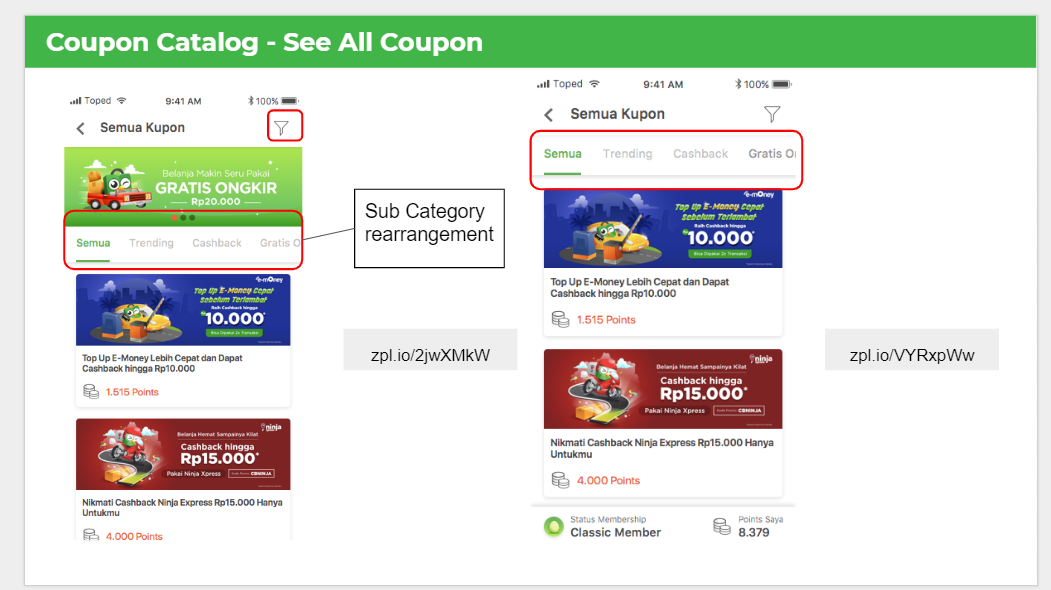 Coupon Catalog - See All Coupon
Toped
9:41 AM
100%
Semua Kupon
Belanja Makin Seru Pakai
GRATIS ONGKIR
Rp20.000
Semua
Trending
Cashback
Gratis O
e-mOney
Top Up E-Money Cepat
Sebelum Terlambat
Raih Cashback hingga
Rp10.000*
Bisa Dipakai 2x Transaksi
Top Up E-Money Lebih Cepat dan Dapat
Cashback hingga Rp10.000
1.515 Points
ninja
Belanja Hemat Sampainya Kilat
Cashback hingga
Rp15.000*
Pakai Ninja Xpress
Kode Promo: CBNINJA
Nikmati Cashback Ninja Express Rp15.000 Hanya
Untukmu
4.000 Points
Sub Category
rearrangement
zpl.io/2jwXMkW
Toped
9:41 AM
100%
Semua Kupon
Semua
Trending
Cashback
Gratis O
e-mOney
Top Up E-Money Cepat
Sebelum Terlambat
Raih Cashback hingga
Rp10.000*
Bisa Dipakai 2x Transaksi
Top Up E-Money Lebih Cepat dan Dapat
Cashback hingga Rp10.000
1.515 Points
ninja
Belanja Hemat Sampainya Kilat
Cashback hingga
Rp15.000*
Pakai Ninja Xpress
Kode Promo: CBNINJA
Nikmati Cashback Ninja Express Rp15.000 Hanya
Untukmu
4.000 Points
Status Membership
Classic Member
Points Saya
8.379
zpl.io/VYRxpWw